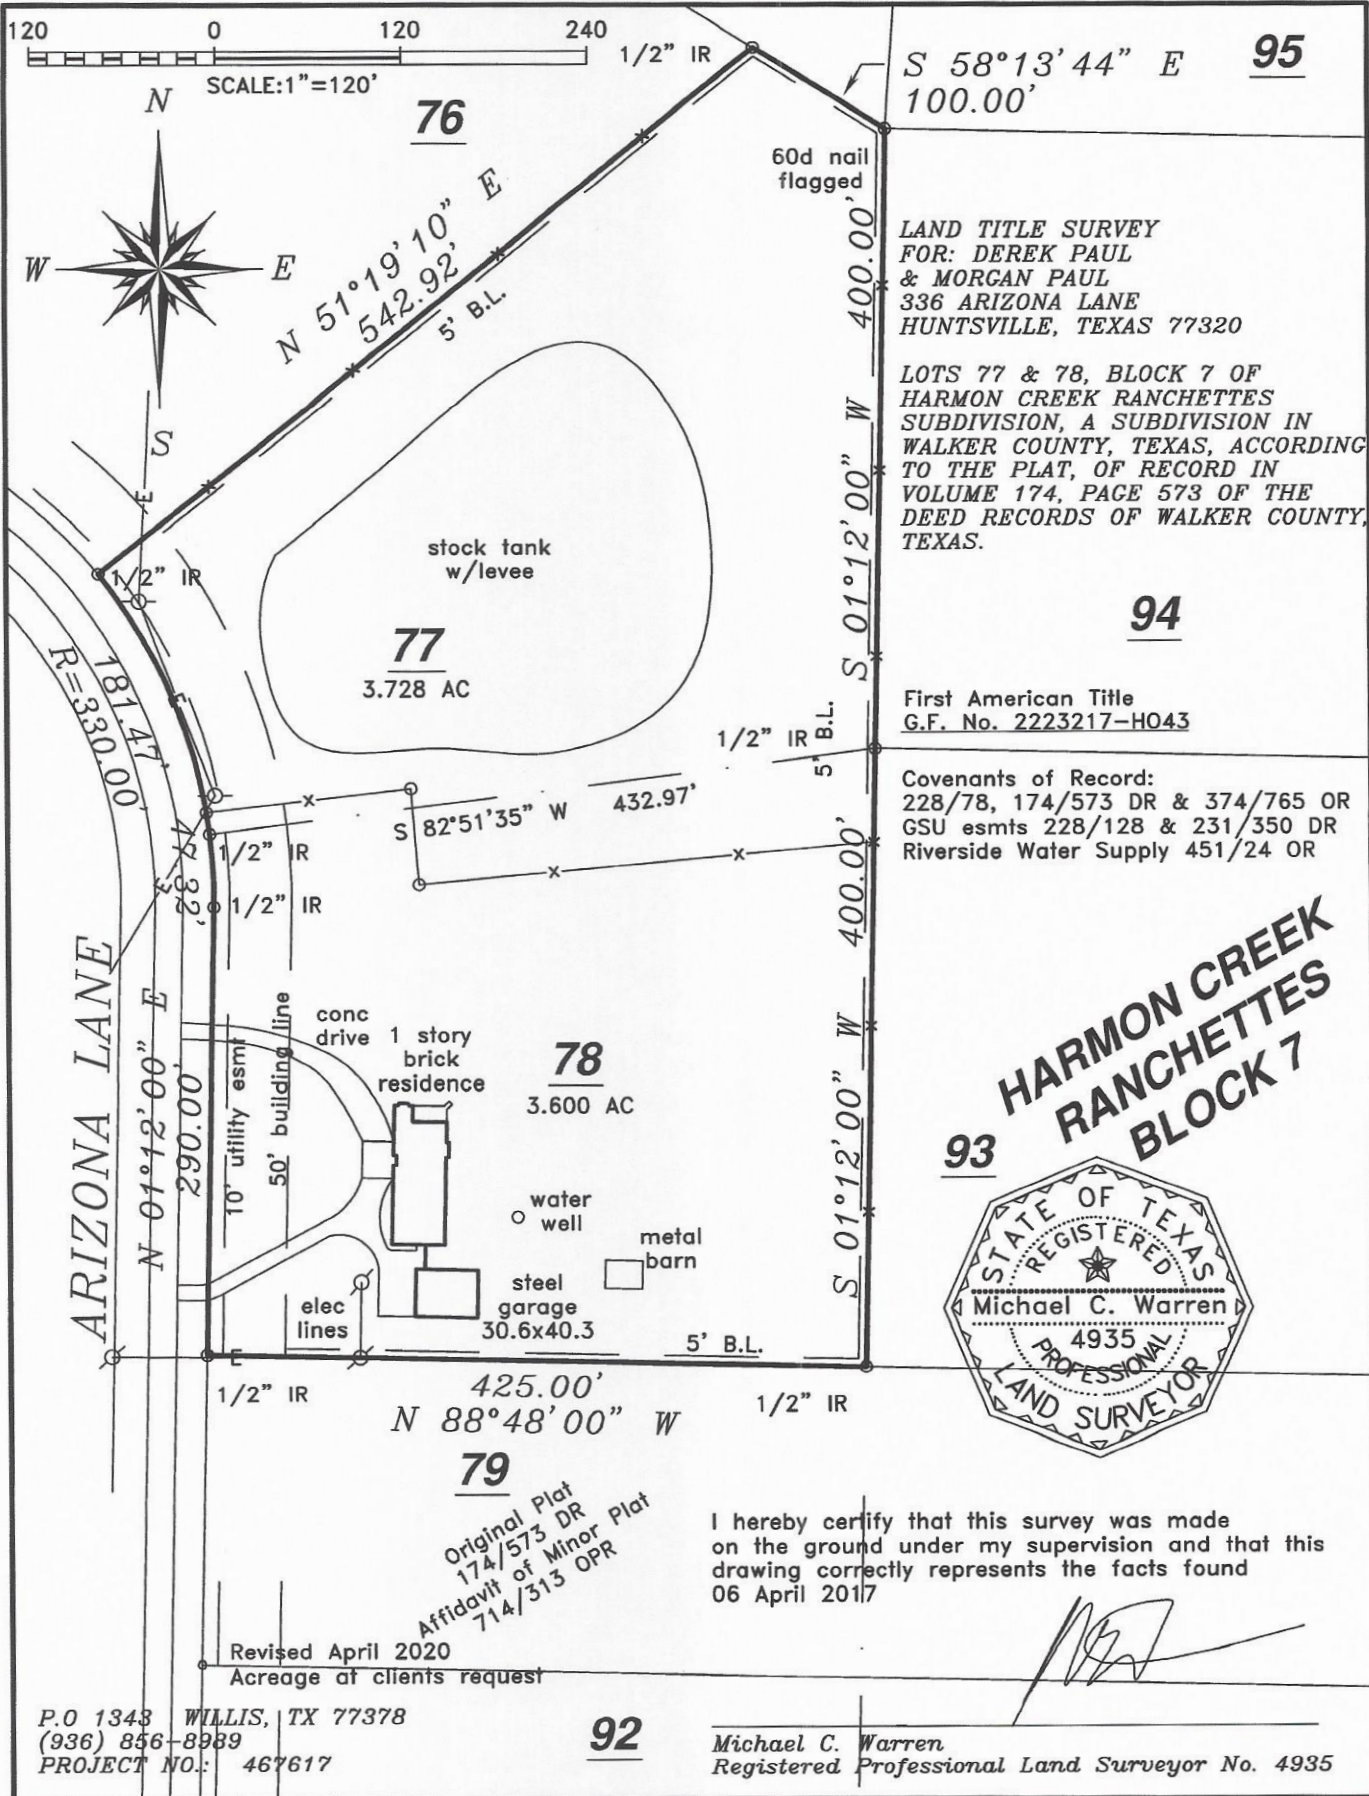 120 0 120 240
SCALE:1"=120'
N
W E
S
76
1/2" IR
S 58°13'44" E
100.00'
95
60d nail
flagged
N 51°19'10" E
542.92'
5' B.L.
400.00'
S 01°12'00" W
LAND TITLE SURVEY
FOR: DEREK PAUL
& MORGAN PAUL
336 ARIZONA LANE
HUNTSVILLE, TEXAS 77320
LOTS 77 & 78, BLOCK 7 OF
HARMON CREEK RANCHETTES
SUBDIVISION, A SUBDIVISION IN
WALKER COUNTY, TEXAS, ACCORDING
TO THE PLAT, OF RECORD IN
VOLUME 174, PAGE 573 OF THE
DEED RECORDS OF WALKER COUNTY,
TEXAS.
E
1/2" IR
stock tank
w/levee
77
3.728 AC
94
181.47'
R=330.00'
E
First American Title
G.F. No. 2223217-HO43
1/2" IR
5' B.L.
S 82°51'35" W 432.97'
Covenants of Record:
228/78, 174/573 DR & 374/765 OR
GSU esmts 228/128 & 231/350 DR
Riverside Water Supply 451/24 OR
1/2" IR
77.32'
E
1/2" IR
400.00'
S 01°12'00" W
HARMON CREEK
RANCHETTES
BLOCK 7
ARIZONA LANE
N 01°12'00" E
290.00'
10' utility esmt
50' building line
conc
drive
1 story
brick
residence
78
3.600 AC
93
water
well
metal
barn
steel
garage
30.6x40.3
elec
lines
5' B.L.
E
STATE OF TEXAS
REGISTERED
Michael C. Warren
4935
PROFESSIONAL
LAND SURVEYOR
1/2" IR
425.00'
N 88°48'00" W
1/2" IR
79
Original Plat
174/573 DR
Affidavit of Minor Plat
714/313 OPR
I hereby certify that this survey was made
on the ground under my supervision and that this
drawing correctly represents the facts found
06 April 2017
Revised April 2020
Acreage at clients request
P.O 1343 WILLIS, TX 77378
(936) 856-8989
PROJECT NO.: 467617
92
Michael C. Warren
Registered Professional Land Surveyor No. 4935